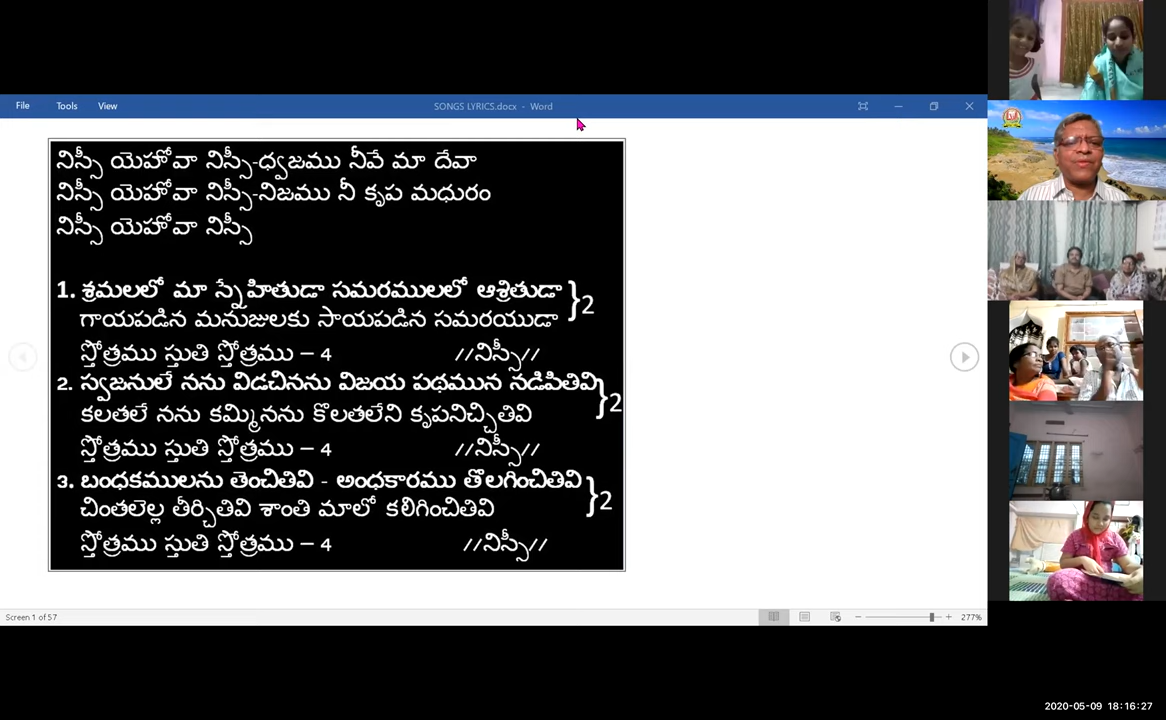 File Tools View SONGS LYRICS.docx - Word
నిస్సీ యెహోవా నిస్సీ-ధ్వజము నీవే మా దేవా
నిస్సీ యెహోవా నిస్సీ-నిజము నీ కృప మధురం
నిస్సీ యెహోవా నిస్సీ
1. శ్రమలలో మా స్నేహితుడా సమరములలో ఆశ్రితుడా
గాయపడిన మనుజులకు సాయపడిన సమరయుడా
}2
స్తోత్రము స్తుతి స్తోత్రము – 4 //నిస్సీ//
2. స్వజనులే నను విడచినను విజయ పథమున నడిపితివి
కలతలే నను కమ్మినను కొలతలేని కృపనిచ్చితివి
}2
స్తోత్రము స్తుతి స్తోత్రము – 4 //నిస్సీ//
3. బంధకములను తెంచితివి - అంధకారము తొలగించితివి
చింతలెల్ల తీర్చితివి శాంతి మాలో కలిగించితివి
}2
స్తోత్రము స్తుతి స్తోత్రము – 4 //నిస్సీ//
Screen 1 of 57 277%
2020-05-09 18:16:27